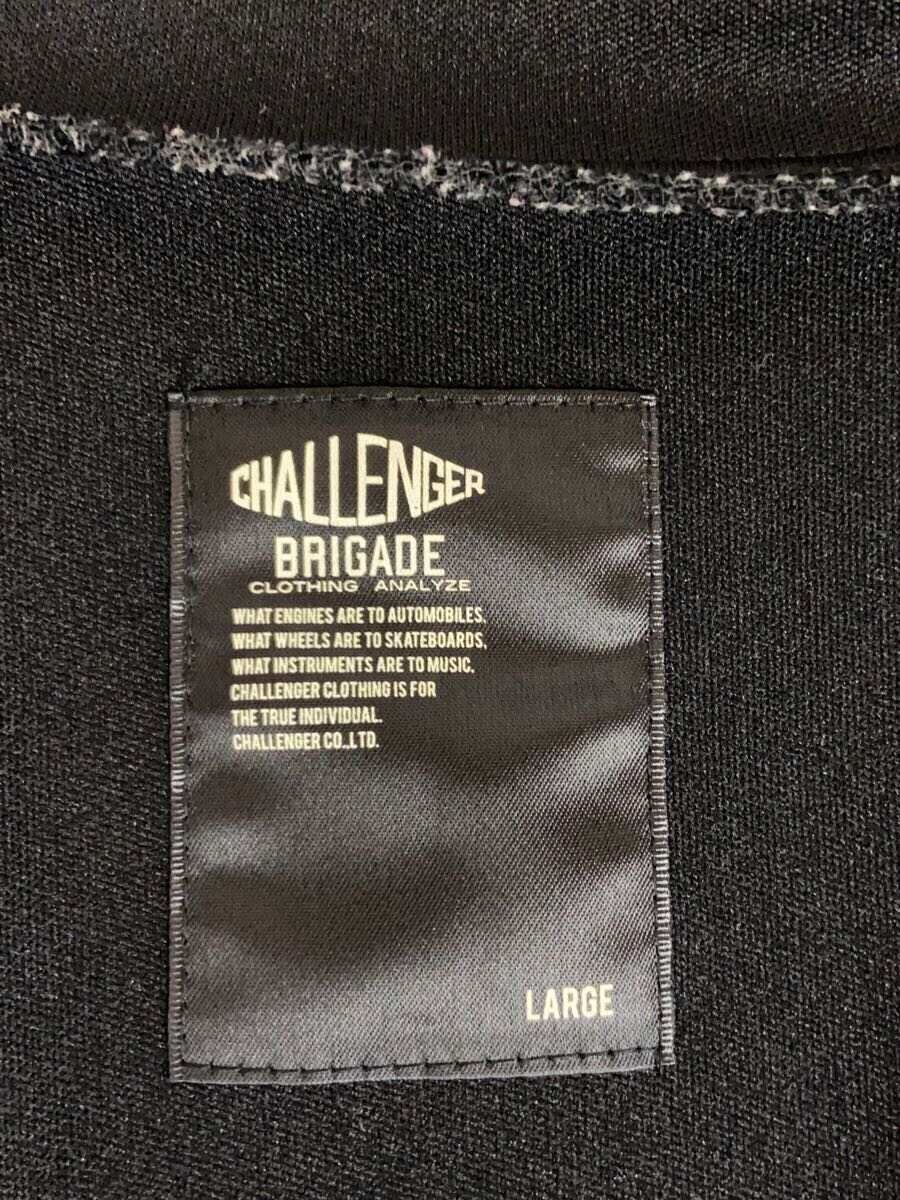 CHALLENGER
BRIGADE
CLOTHING ANALYZE
WHAT ENGINES ARE TO AUTOMOBILES,
WHAT WHEELS ARE TO SKATEBOARDS,
WHAT INSTRUMENTS ARE TO MUSIC,
CHALLENGER CLOTHING IS FOR
THE TRUE INDIVIDUAL.
CHALLENGER CO.,LTD.
LARGE